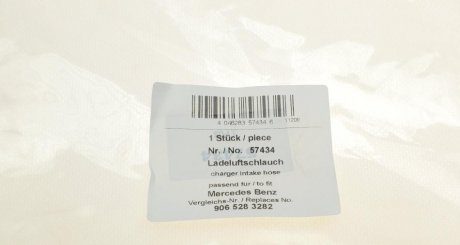 4 046283 57434 6
11208
1 Stück / piece
Nr. / No. 57434
Ladeluftschlauch
charger intake hose
passend für / to fit
Mercedes Benz
Vergleichs-Nr. / Replaces No.
906 528 3282